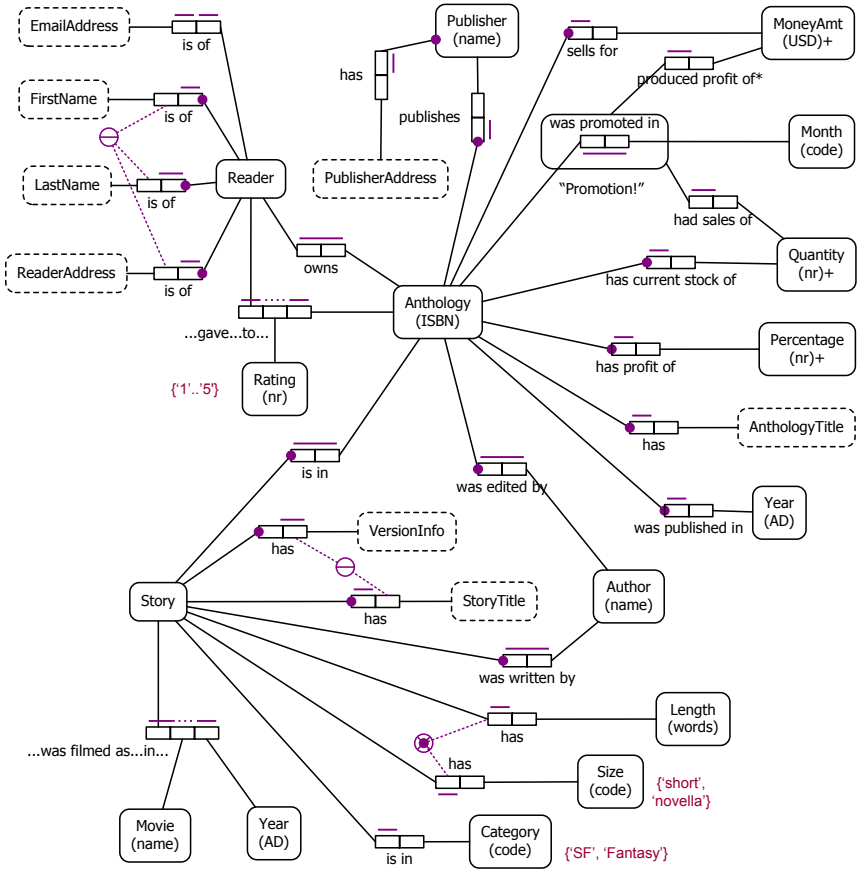 EmailAddress
is of
FirstName
is of
LastName
is of
ReaderAddress
is of
Reader
owns
...gave...to...
Rating
(nr)
{‘1’..’5'}
Publisher
(name)
has
publishes
PublisherAddress
sells for
MoneyAmt
(USD)+
produced profit of*
was promoted in
“Promotion!”
Month
(code)
had sales of
Quantity
(nr)+
has current stock of
Anthology
(ISBN)
Percentage
(nr)+
has profit of
AnthologyTitle
has
Year
(AD)
was published in
is in
was edited by
VersionInfo
has
Story
StoryTitle
has
Author
(name)
was written by
Length
(words)
has
has
Size
(code)
{‘short’,
‘novella’}
...was filmed as...in...
Movie
(name)
Year
(AD)
is in
Category
(code)
{‘SF’, ‘Fantasy’}